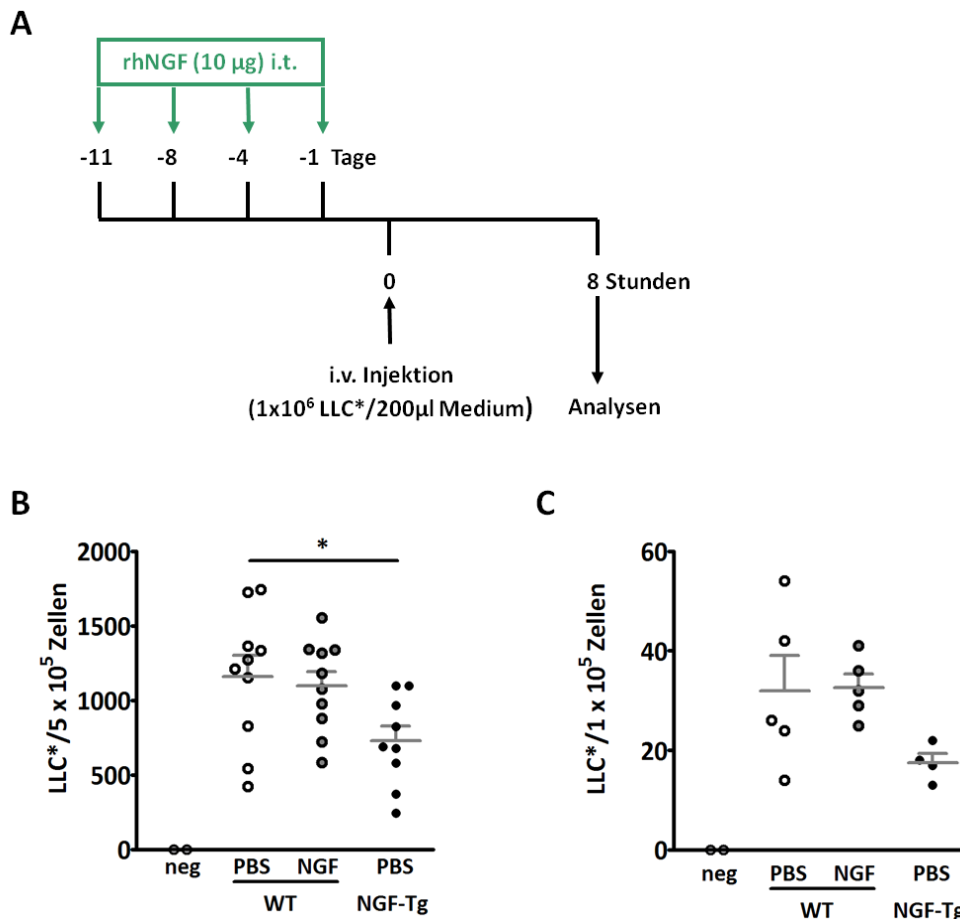 A
rhNGF (10 µg) i.t.
-11 -8 -4 -1 Tage
0 8 Stunden
i.v. Injektion
(1x10⁶ LLC*/200µl Medium) Analysen
B
LLC*/5 x 10⁵ Zellen
2000
1500
1000
500
0
*
neg PBS NGF PBS
WT NGF-Tg
C
LLC*/1 x 10⁵ Zellen
60
40
20
0
neg PBS NGF PBS
WT NGF-Tg